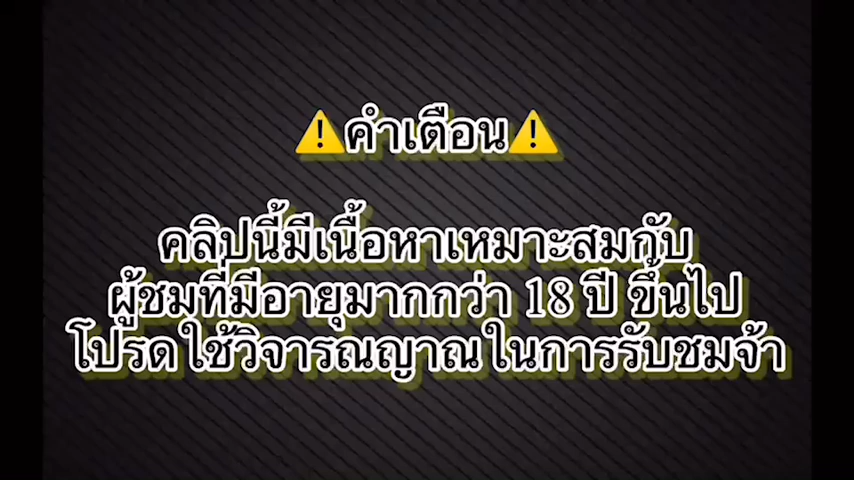 ⚠️คำเตือน⚠️
คลิปนี้มีเนื้อหาเหมาะสมกับ
ผู้ชมที่มีอายุมากกว่า 18 ปี ขึ้นไป
โปรดใช้วิจารณญาณในการรับชมจ้า